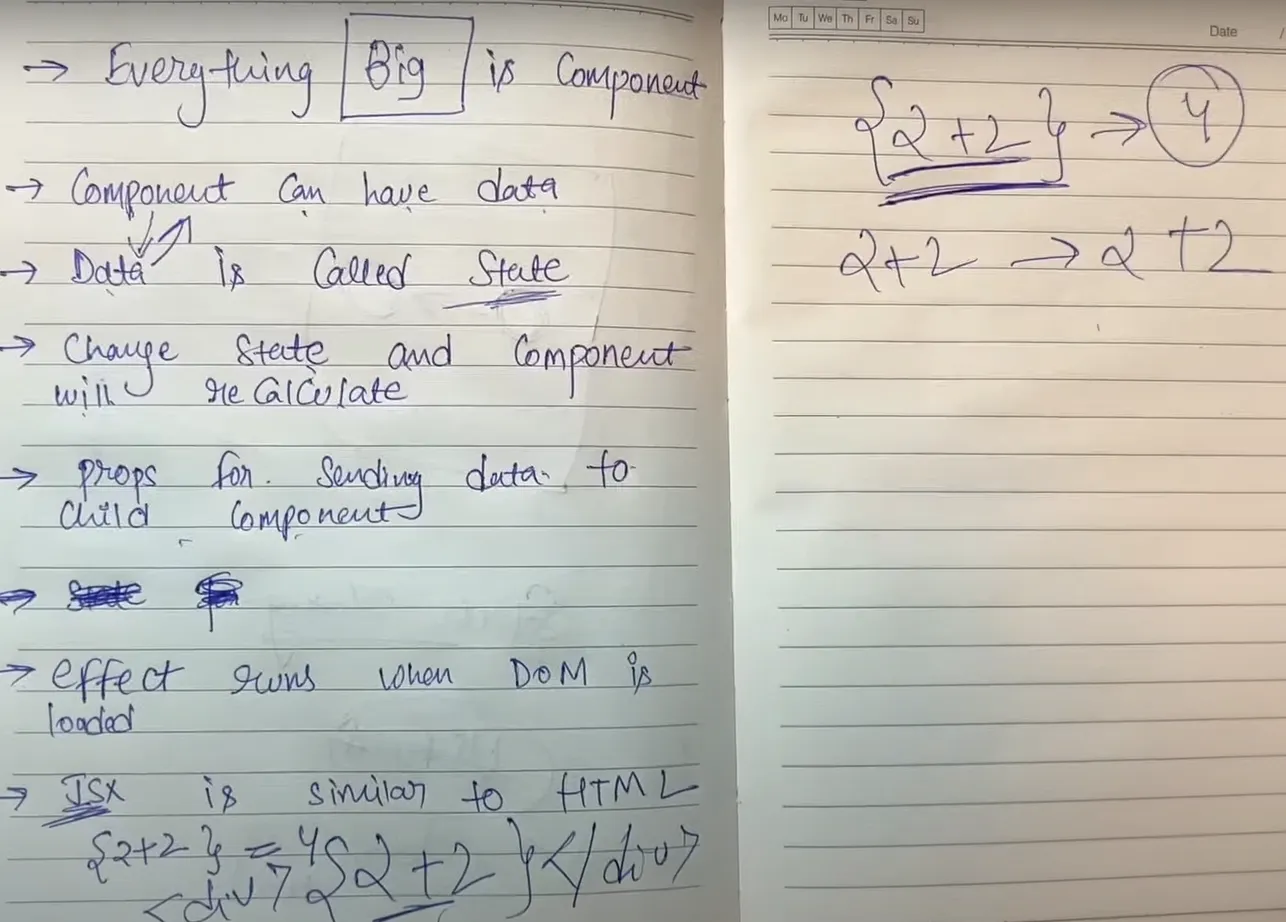 → Everything Big is Component
→ Component Can have data
→ Data is Called State
→ Change State and Component
will reCalculate
→ props for sending data to
Child Component
→
→ effect runs when DOM is
loaded
→ JSX is similar to HTML
{2+2} = 4
<div>{2+2}</div>
Mo Tu We Th Fr Sa Su
Date /
{2+2} → 4
2+2 → 2+2